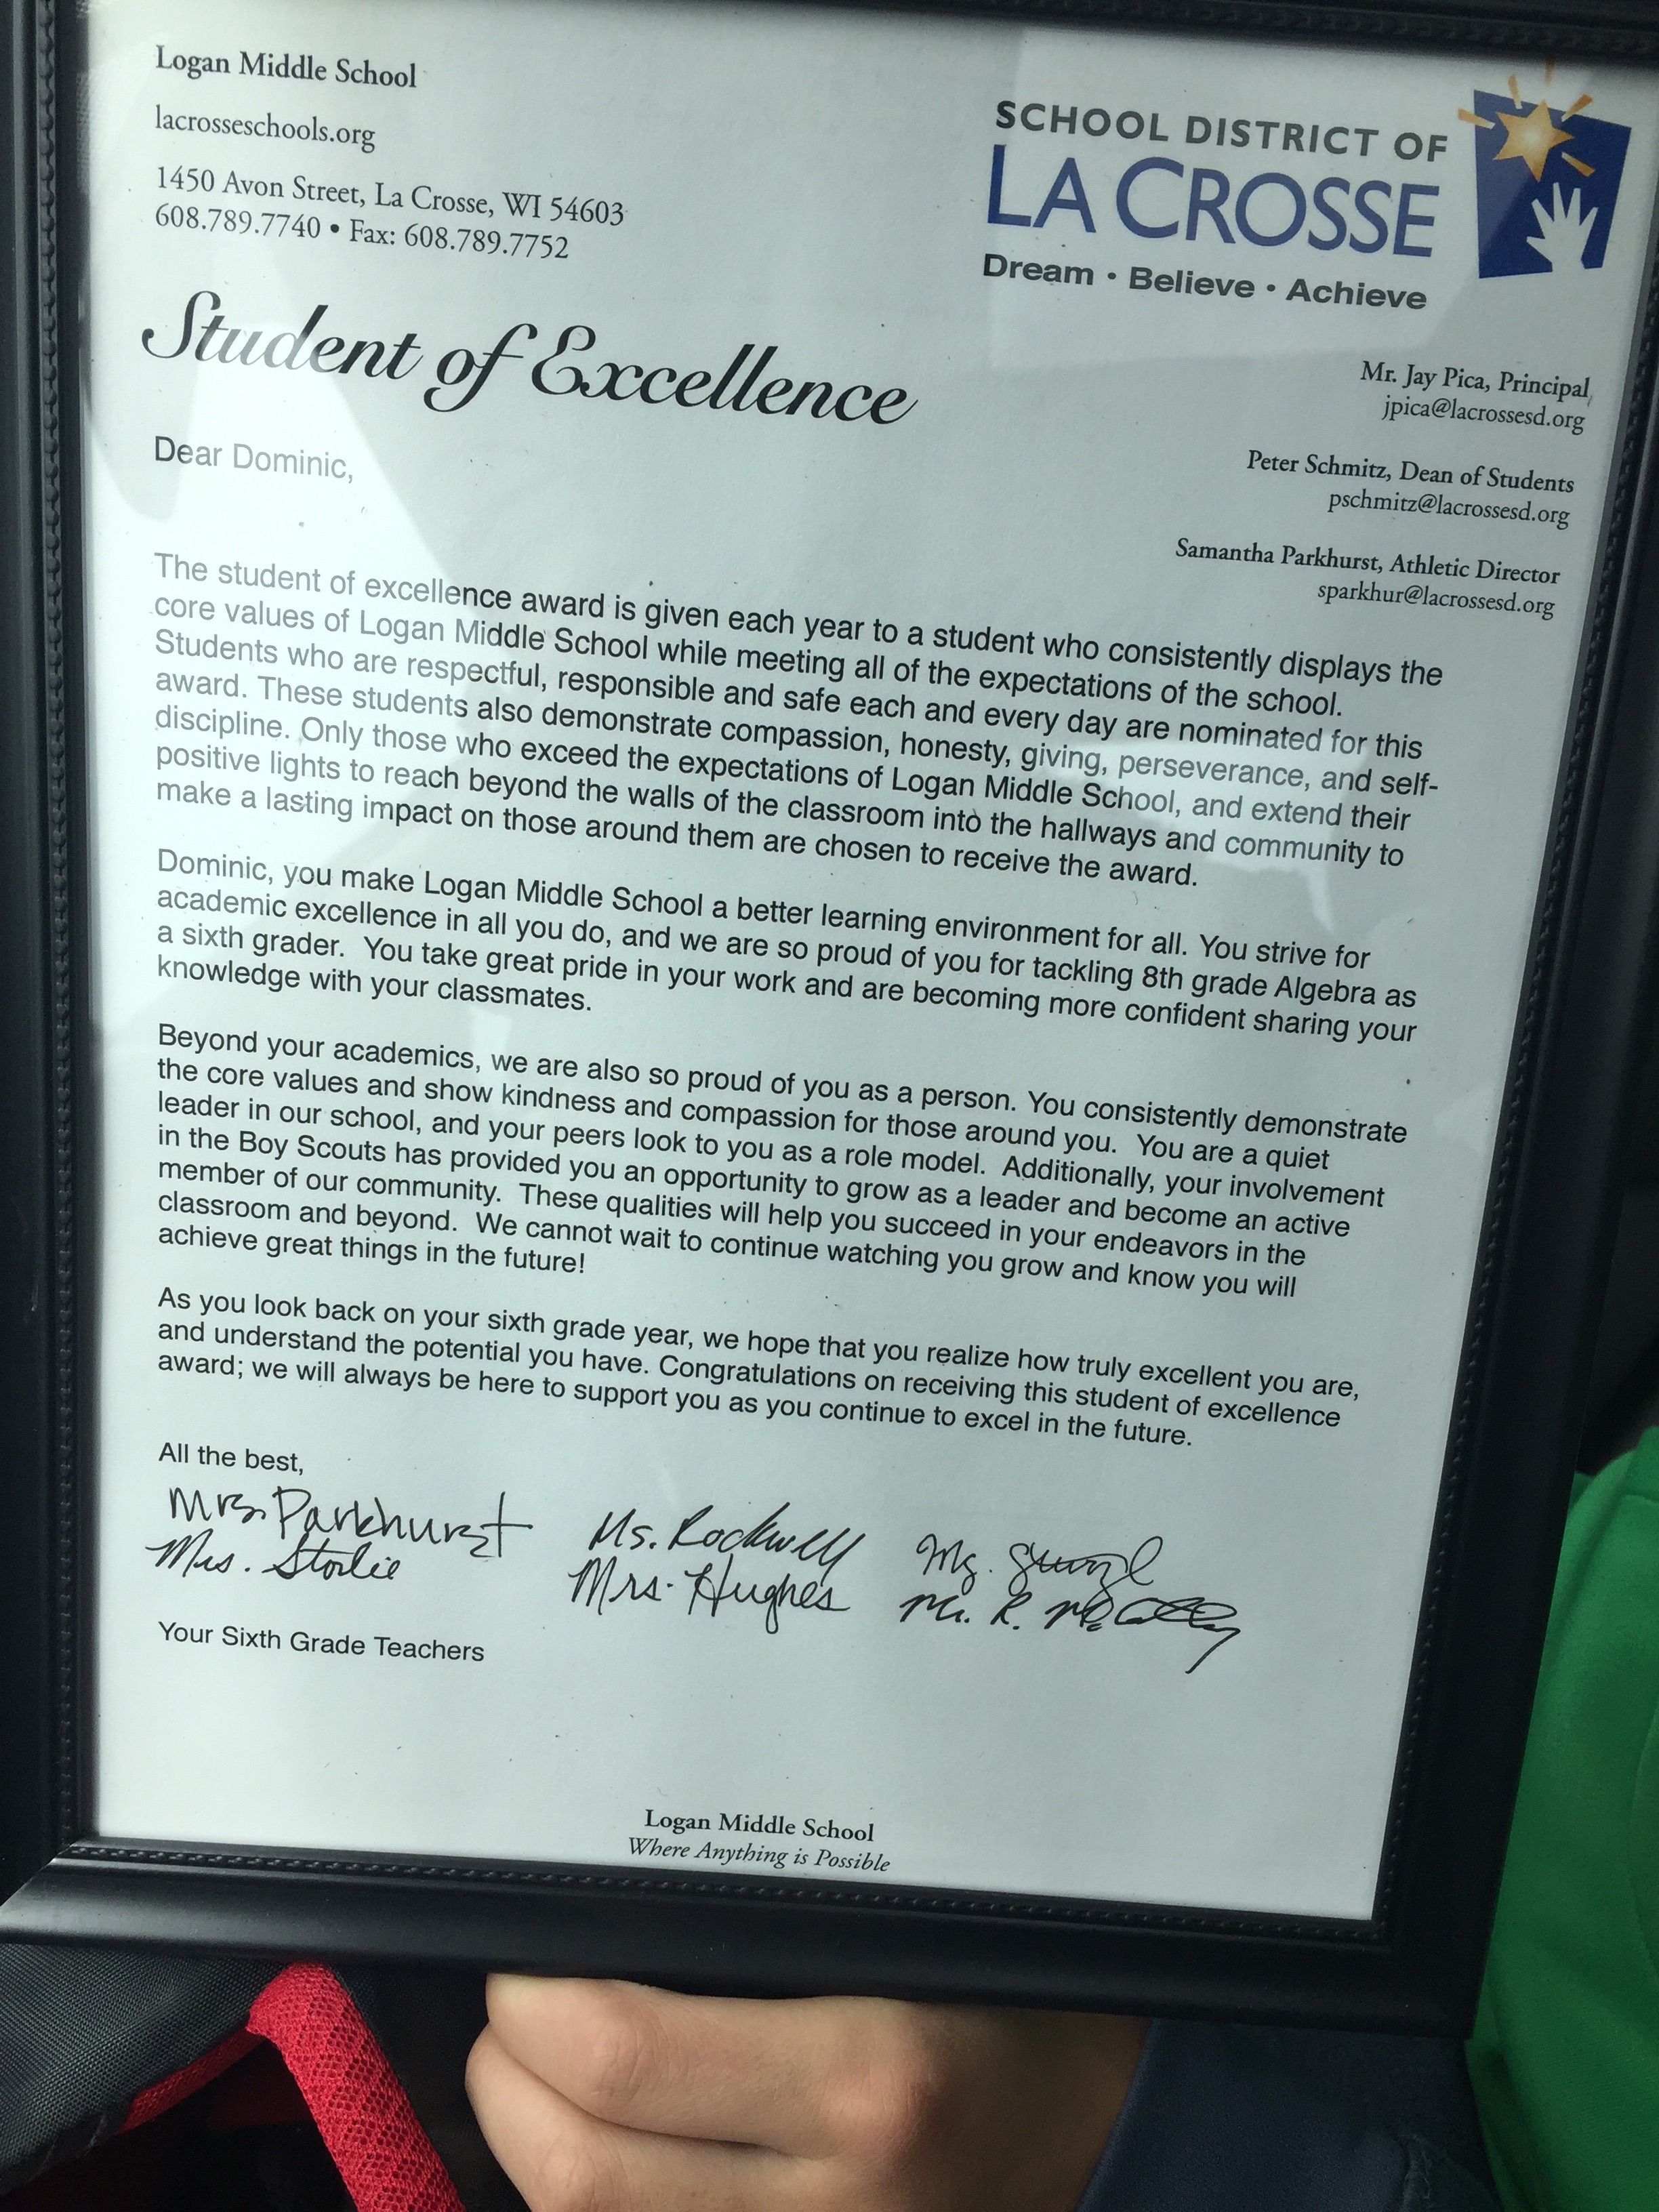 Logan Middle School
lacrosseschools.org
1450 Avon Street, La Crosse, WI 54603
608.789.7740 • Fax: 608.789.7752
SCHOOL DISTRICT OF
LA CROSSE
Dream • Believe • Achieve
Student of Excellence
Mr. Jay Pica, Principal
jpica@lacrossesd.org
Peter Schmitz, Dean of Students
pschmitz@lacrossesd.org
Samantha Parkhurst, Athletic Director
sparkhur@lacrossesd.org
Dear Dominic,
The student of excellence award is given each year to a student who consistently displays the
core values of Logan Middle School while meeting all of the expectations of the school.
Students who are respectful, responsible and safe each and every day are nominated for this
award. These students also demonstrate compassion, honesty, giving, perseverance, and self-
discipline. Only those who exceed the expectations of Logan Middle School, and extend their
positive lights to reach beyond the walls of the classroom into the hallways and community to
make a lasting impact on those around them are chosen to receive the award.
Dominic, you make Logan Middle School a better learning environment for all. You strive for
academic excellence in all you do, and we are so proud of you for tackling 8th grade Algebra as
a sixth grader. You take great pride in your work and are becoming more confident sharing your
knowledge with your classmates.
Beyond your academics, we are also so proud of you as a person. You consistently demonstrate
the core values and show kindness and compassion for those around you. You are a quiet
leader in our school, and your peers look to you as a role model. Additionally, your involvement
in the Boy Scouts has provided you an opportunity to grow as a leader and become an active
member of our community. These qualities will help you succeed in your endeavors in the
classroom and beyond. We cannot wait to continue watching you grow and know you will
achieve great things in the future!
As you look back on your sixth grade year, we hope that you realize how truly excellent you are,
and understand the potential you have. Congratulations on receiving this student of excellence
award; we will always be here to support you as you continue to excel in the future.
All the best,
Mrs. Parkhurst Ms. Rockwell Ms.
Mrs. Storlie Mrs. Hughes Mr. R.
Your Sixth Grade Teachers
Logan Middle School
Where Anything is Possible